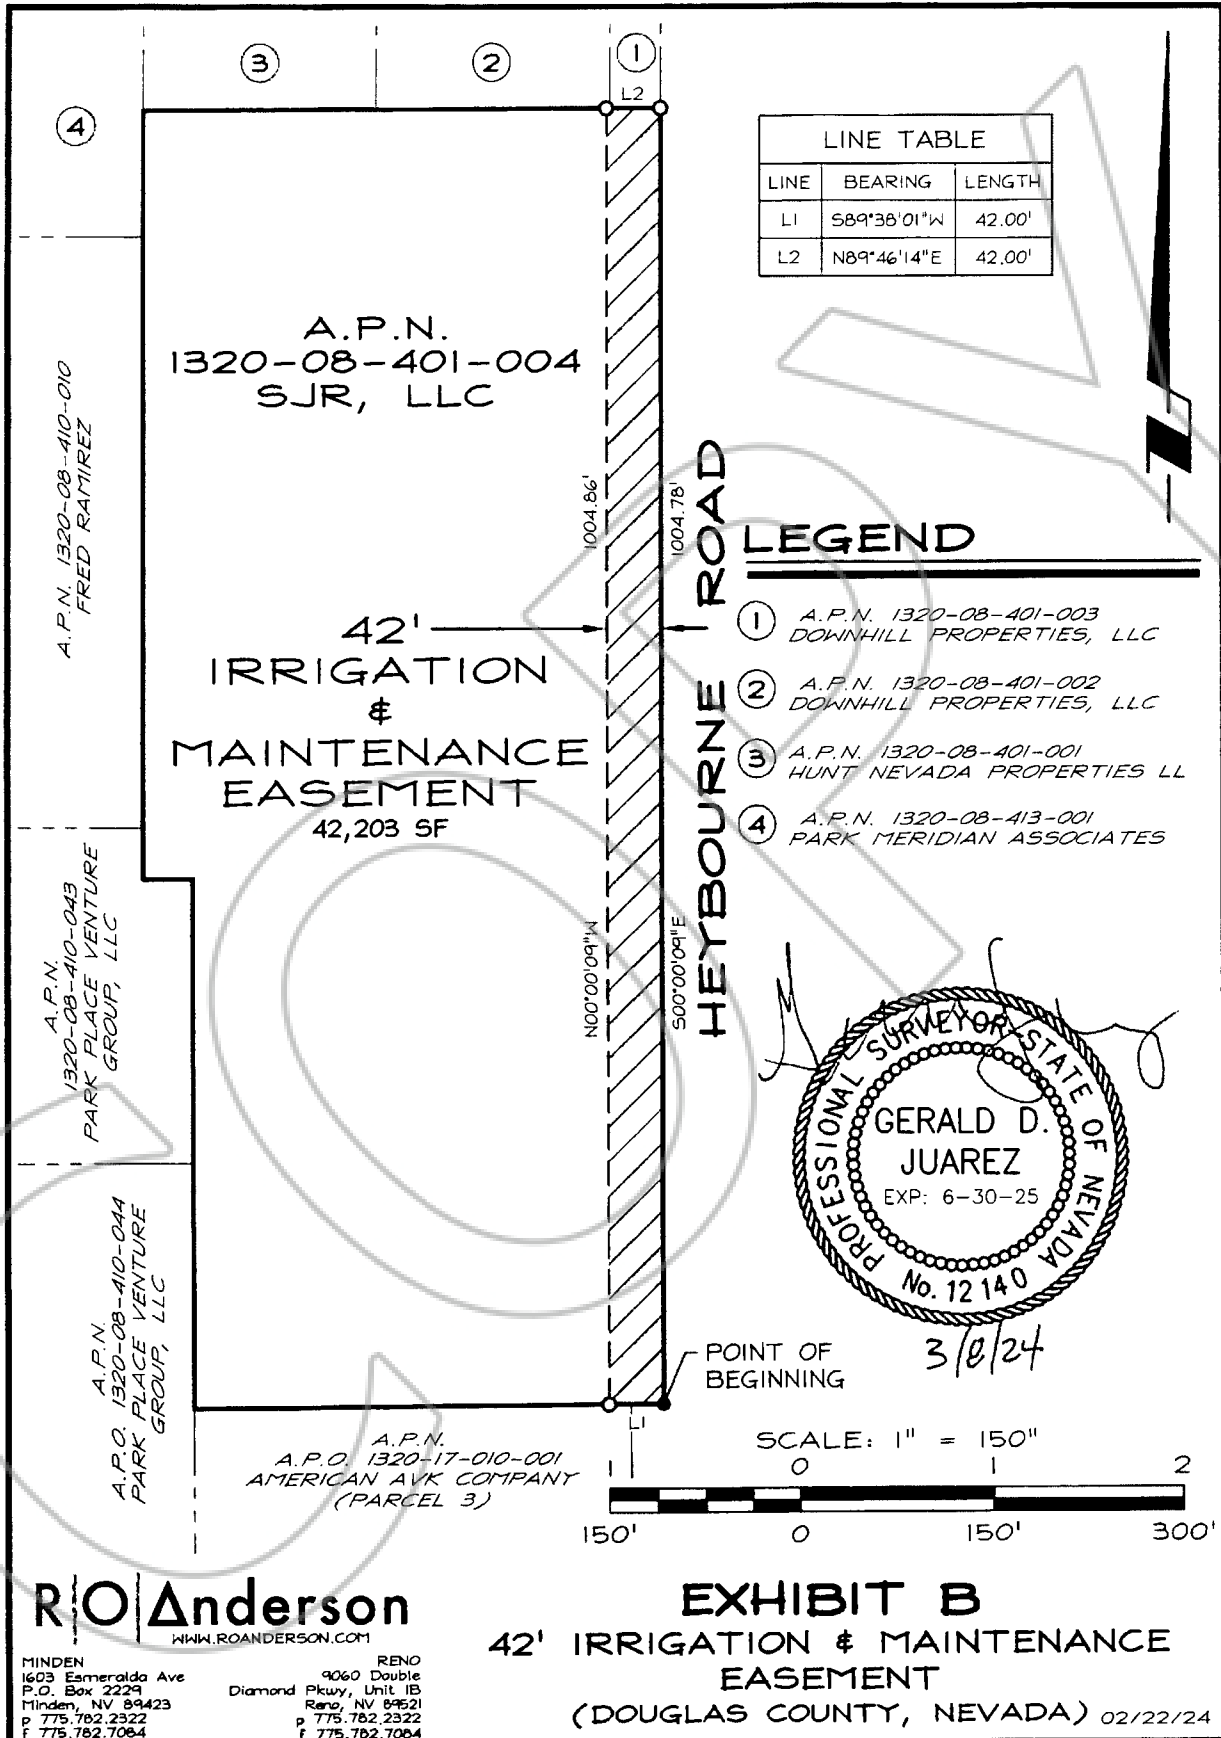 3
2
1
L2
4
LINE TABLE
LINE BEARING LENGTH
L1 S89°38'01"W 42.00'
L2 N89°46'14"E 42.00'
A.P.N.
1320-08-401-004
SJR, LLC
A.P.N. 1320-08-410-010
FRED RAMIREZ
1004.86'
1004.78'
HEYBOURNE ROAD
42'
IRRIGATION
&
MAINTENANCE
EASEMENT
42,203 SF
N00°00'09"W
S00°00'09"E
LEGEND
1 A.P.N. 1320-08-401-003
DOWNHILL PROPERTIES, LLC
2 A.P.N. 1320-08-401-002
DOWNHILL PROPERTIES, LLC
3 A.P.N. 1320-08-401-001
HUNT NEVADA PROPERTIES LL
4 A.P.N. 1320-08-413-001
PARK MERIDIAN ASSOCIATES
A.P.N.
1320-08-410-043
PARK PLACE VENTURE
GROUP, LLC
A.P.N.
A.P.O. 1320-08-410-044
PARK PLACE VENTURE
GROUP, LLC
PROFESSIONAL SURVEYOR-STATE OF NEVADA
GERALD D.
JUAREZ
EXP: 6-30-25
No. 12140
3/8/24
POINT OF
BEGINNING
L1
A.P.N.
A.P.O. 1320-17-010-001
AMERICAN AVK COMPANY
(PARCEL 3)
SCALE: 1" = 150"
1 0 1 2
150' 0 150' 300'
R|O|Anderson
WWW.ROANDERSON.COM
MINDEN
1603 Esmeralda Ave
P.O. Box 2229
Minden, NV 89423
p 775.782.2322
f 775.782.7084
RENO
9060 Double
Diamond Pkwy, Unit 1B
Reno, NV 89521
p 775.782.2322
f 775.782.7084
EXHIBIT B
42' IRRIGATION & MAINTENANCE
EASEMENT
(DOUGLAS COUNTY, NEVADA) 02/22/24
COPY